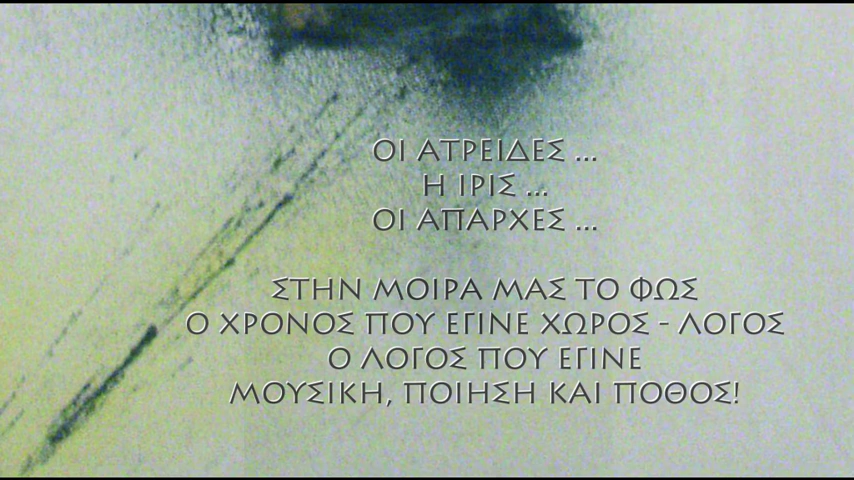 ΟΙ ΑΤΡΕΙΔΕΣ ...
Η ΙΡΙΣ ...
ΟΙ ΑΠΑΡΧΕΣ ...
ΣΤΗΝ ΜΟΙΡΑ ΜΑΣ ΤΟ ΦΩΣ
Ο ΧΡΟΝΟΣ ΠΟΥ ΕΓΙΝΕ ΧΩΡΟΣ - ΛΟΓΟΣ
Ο ΛΟΓΟΣ ΠΟΥ ΕΓΙΝΕ
ΜΟΥΣΙΚΗ, ΠΟΙΗΣΗ ΚΑΙ ΠΟΘΟΣ!